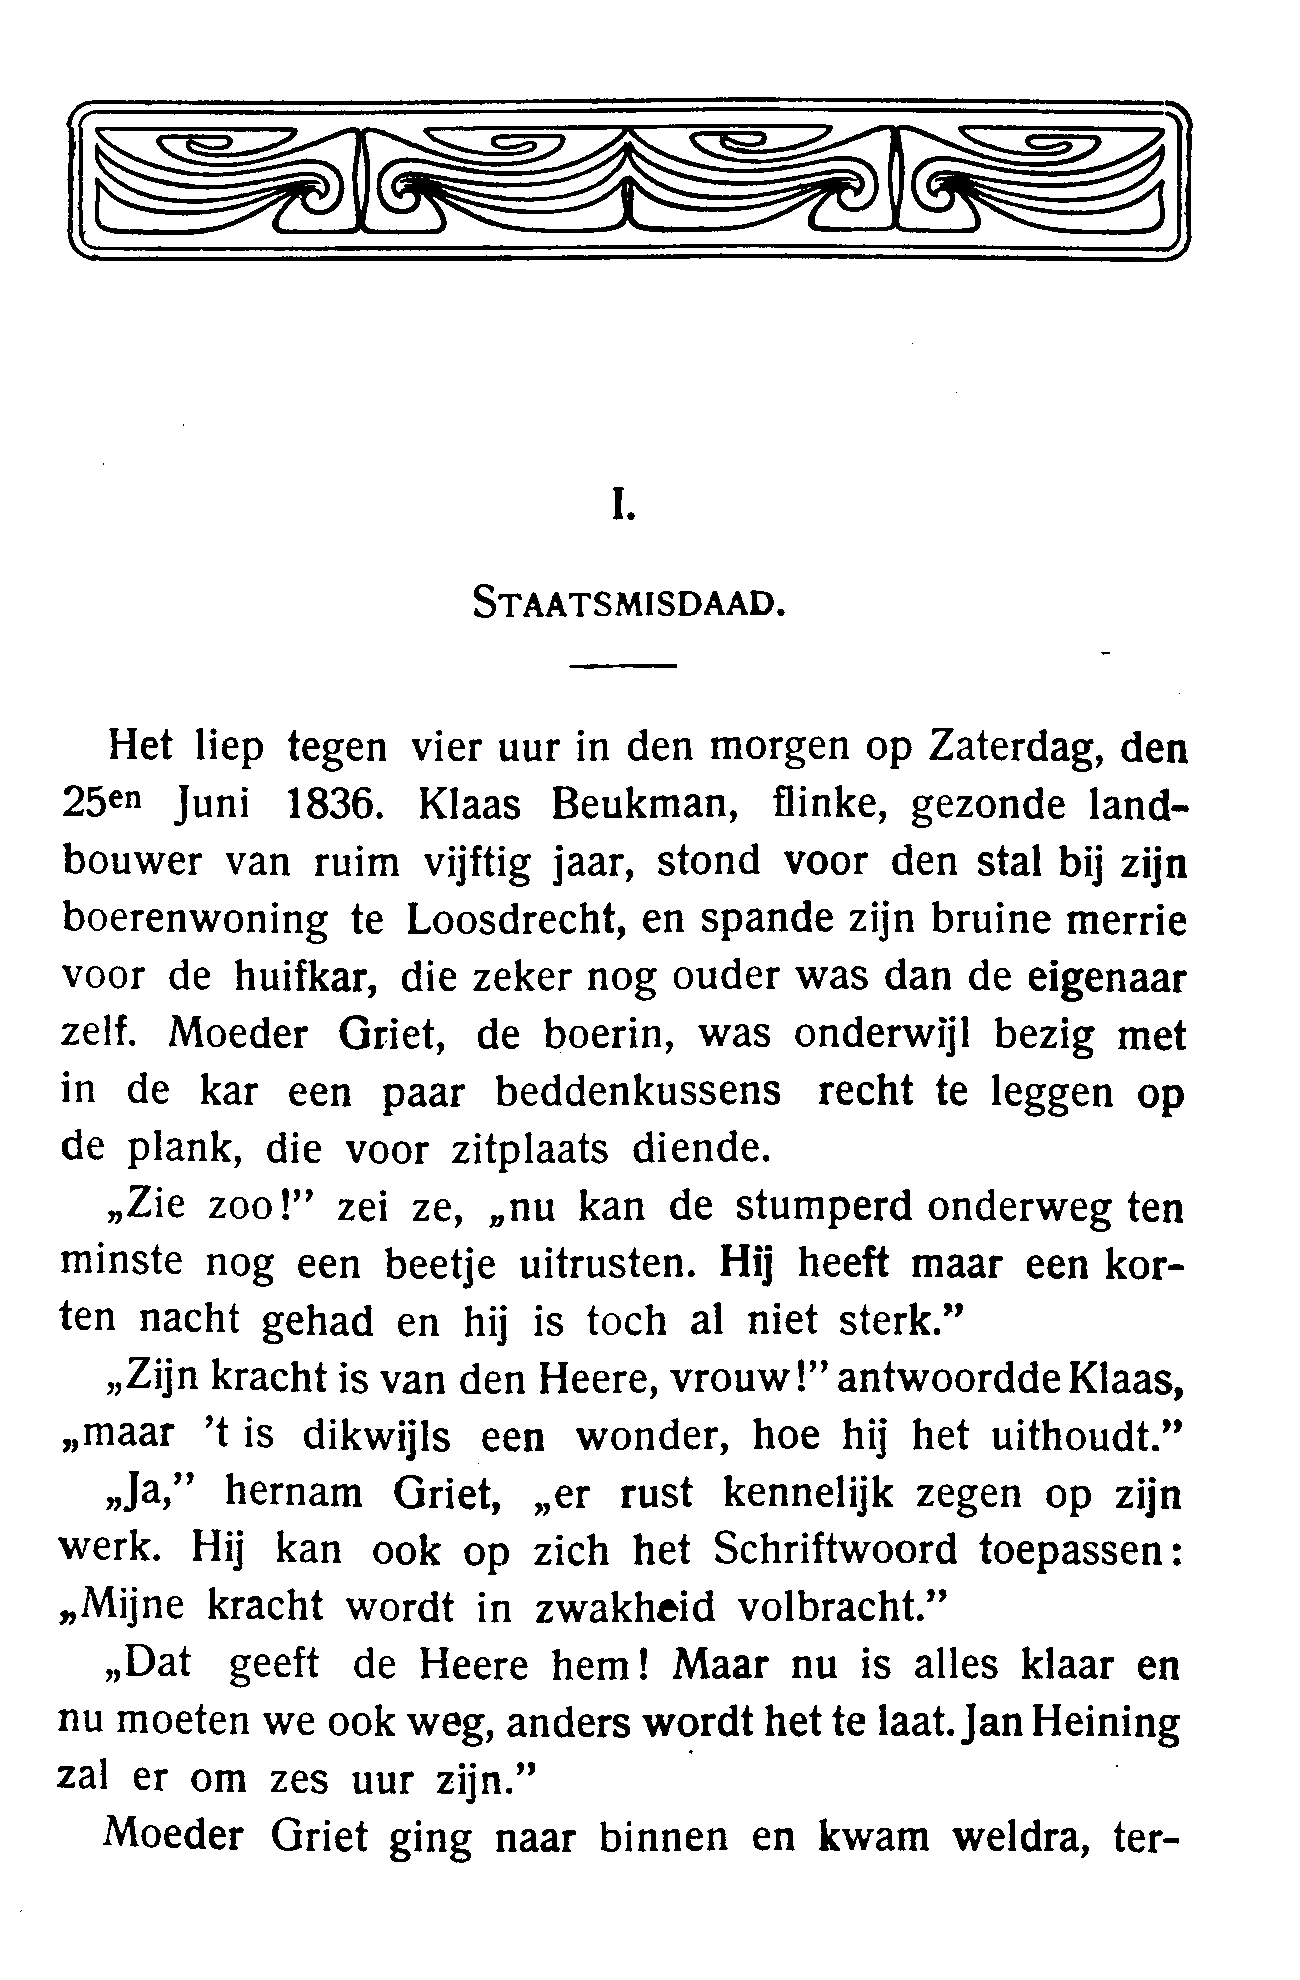 I.
STAATSMISDAAD.
Het liep tegen vier uur in den morgen op Zaterdag, den
25en Juni 1836. Klaas Beukman, flinke, gezonde land-
bouwer van ruim vijftig jaar, stond voor den stal bij zijn
boerenwoning te Loosdrecht, en spande zijn bruine merrie
voor de huifkar, die zeker nog ouder was dan de eigenaar
zelf. Moeder Griet, de boerin, was onderwijl bezig met
in de kar een paar beddenkussens recht te leggen op
de plank, die voor zitplaats diende.
„Zie zoo!” zei ze, „nu kan de stumperd onderweg ten
minste nog een beetje uitrusten. Hij heeft maar een kor-
ten nacht gehad en hij is toch al niet sterk.”
„Zijn kracht is van den Heere, vrouw!” antwoordde Klaas,
„maar ’t is dikwijls een wonder, hoe hij het uithoudt.”
„Ja,” hernam Griet, „er rust kennelijk zegen op zijn
werk. Hij kan ook op zich het Schriftwoord toepassen:
„Mijne kracht wordt in zwakheid volbracht.”
„Dat geeft de Heere hem! Maar nu is alles klaar en
nu moeten we ook weg, anders wordt het te laat. Jan Heining
zal er om zes uur zijn.”
Moeder Griet ging naar binnen en kwam weldra, ter-